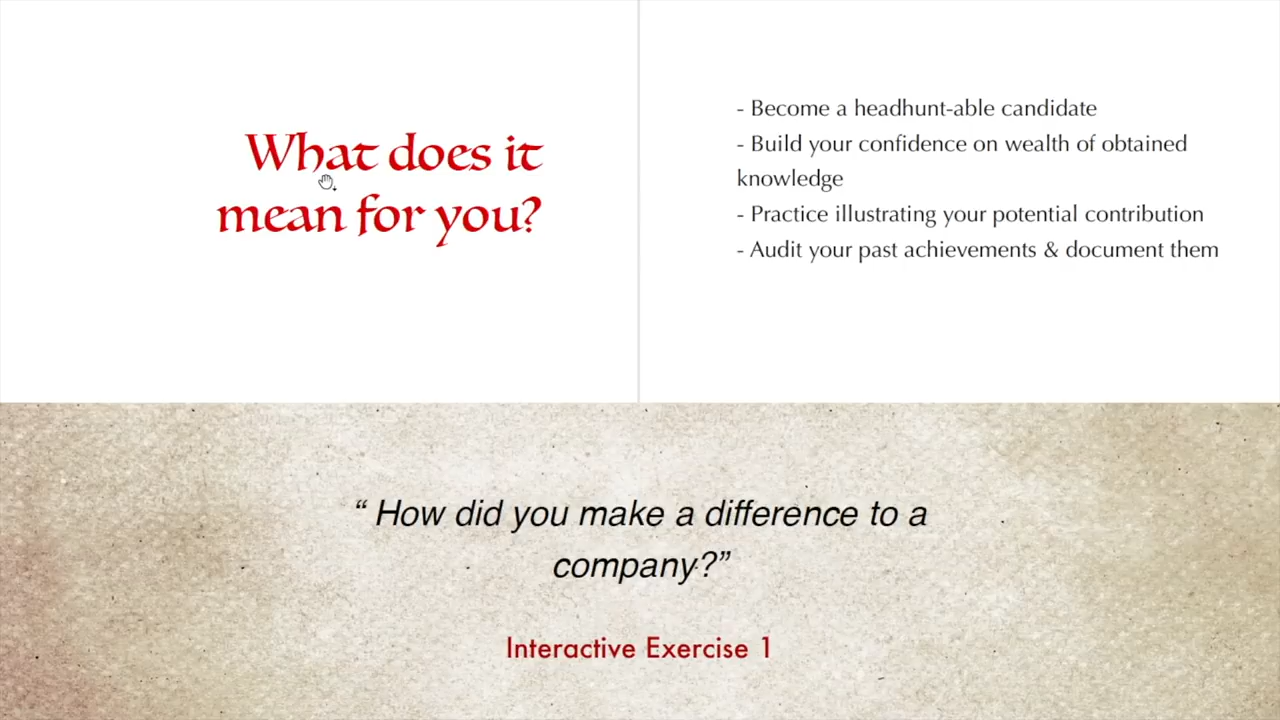 What does it
mean for you?
- Become a headhunt-able candidate
- Build your confidence on wealth of obtained
knowledge
- Practice illustrating your potential contribution
- Audit your past achievements & document them
“ How did you make a difference to a
company?”
Interactive Exercise 1